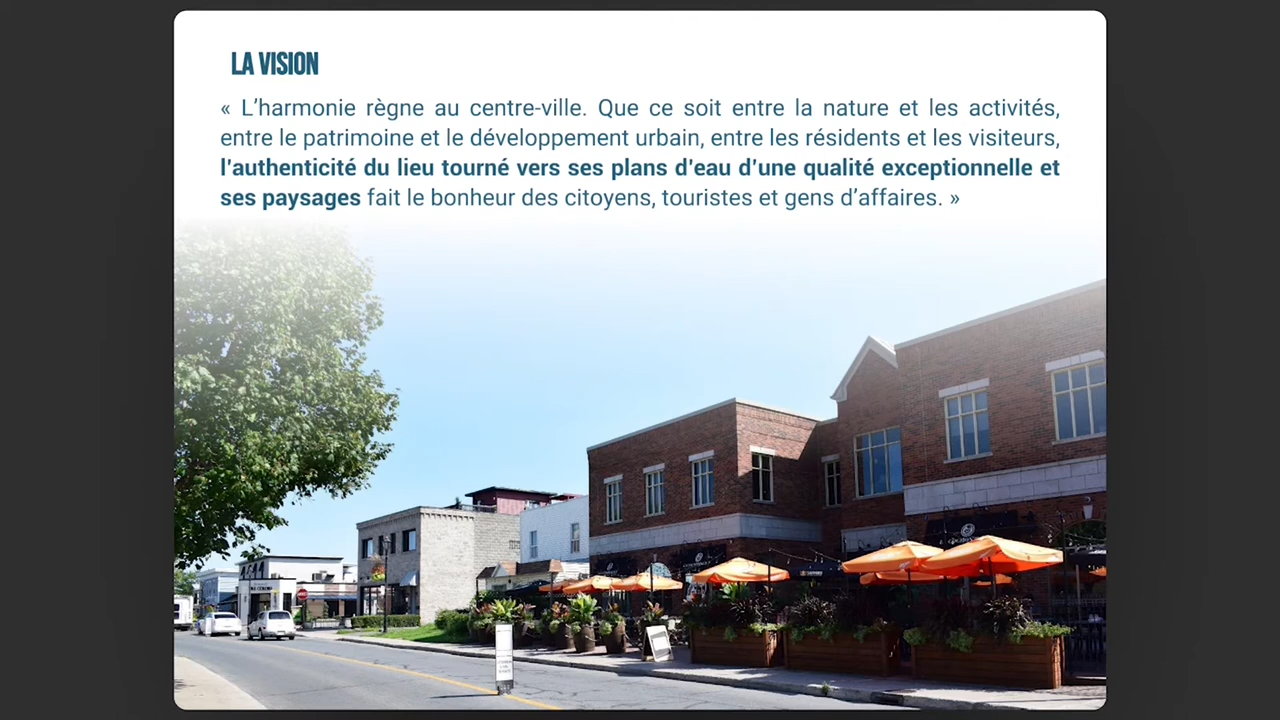 LA VISION
« L’harmonie règne au centre-ville. Que ce soit entre la nature et les activités,
entre le patrimoine et le développement urbain, entre les résidents et les visiteurs,
l’authenticité du lieu tourné vers ses plans d’eau d’une qualité exceptionnelle et
ses paysages fait le bonheur des citoyens, touristes et gens d’affaires. »